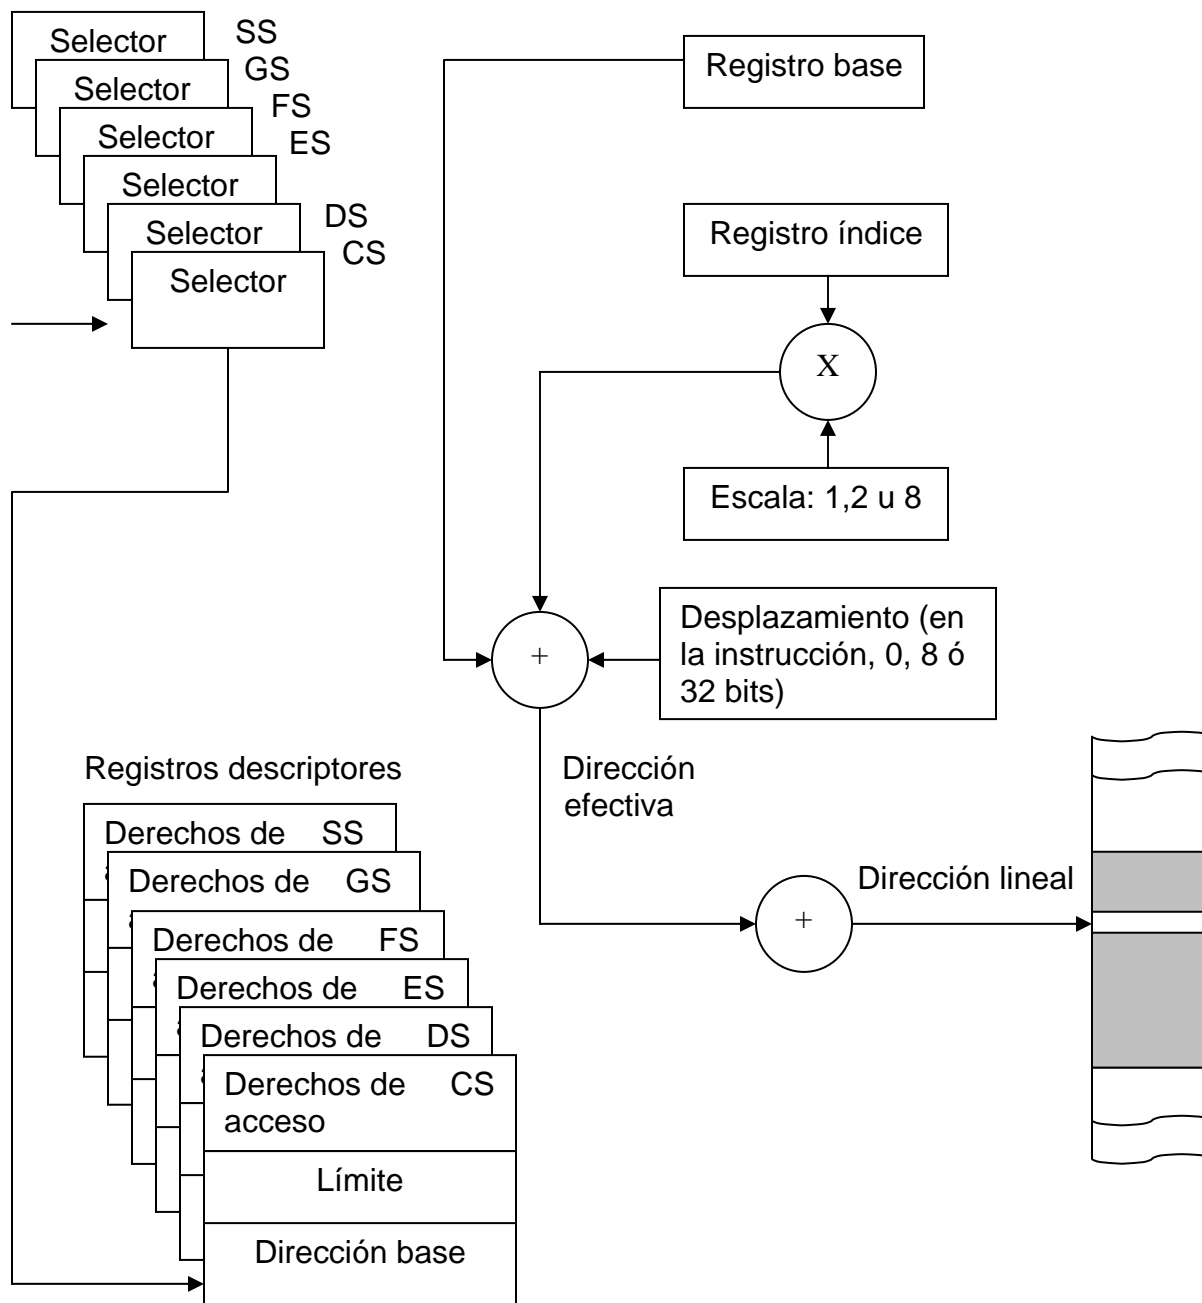 Selector SS
Selector GS
Selector FS
Selector ES
Selector DS
Selector CS
Registro base
Registro índice
X
Escala: 1,2 u 8
Desplazamiento (en
la instrucción, 0, 8 ó
32 bits)
+
Dirección
efectiva
Registros descriptores
Derechos de SS
Derechos de GS
Derechos de FS
Derechos de ES
Derechos de DS
Derechos de CS
acceso
Límite
Dirección base
+
Dirección lineal